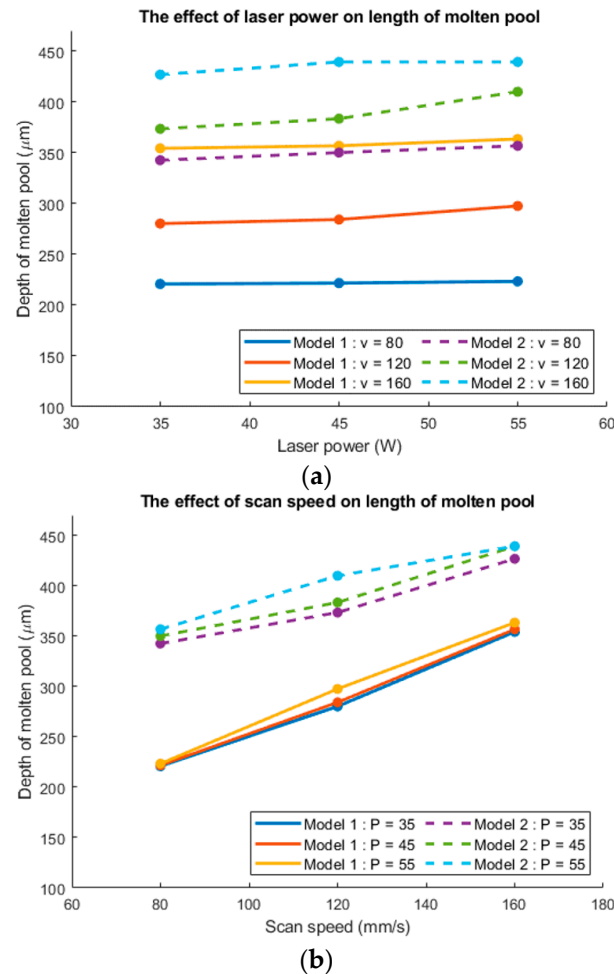 The effect of laser power on length of molten pool
450
400
350
300
250
200
150
100
Depth of molten pool (μm)
Model 1 : v = 80 Model 2 : v = 80
Model 1 : v = 120 Model 2 : v = 120
Model 1 : v = 160 Model 2 : v = 160
30 35 40 45 50 55 60
Laser power (W)
(a)
The effect of scan speed on length of molten pool
450
400
350
300
250
200
150
100
Depth of molten pool (μm)
Model 1 : P = 35 Model 2 : P = 35
Model 1 : P = 45 Model 2 : P = 45
Model 1 : P = 55 Model 2 : P = 55
60 80 100 120 140 160 180
Scan speed (mm/s)
(b)